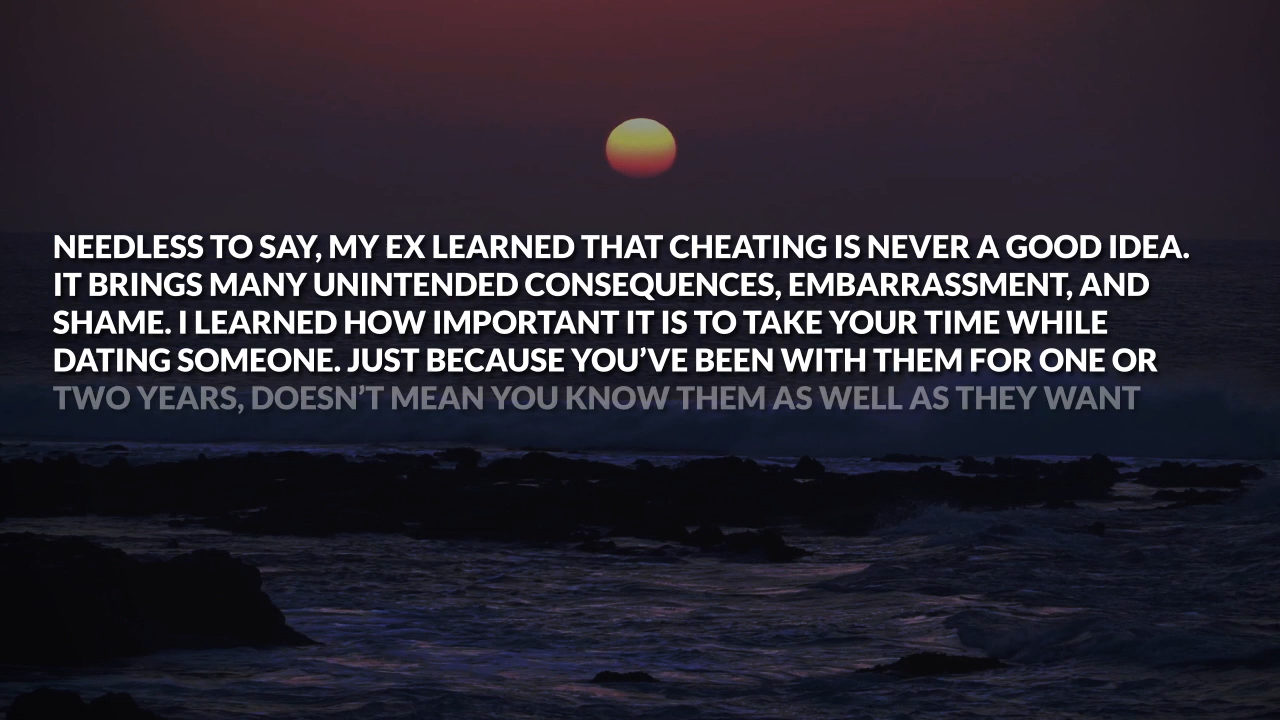 NEEDLESS TO SAY, MY EX LEARNED THAT CHEATING IS NEVER A GOOD IDEA.
IT BRINGS MANY UNINTENDED CONSEQUENCES, EMBARRASSMENT, AND
SHAME. I LEARNED HOW IMPORTANT IT IS TO TAKE YOUR TIME WHILE
DATING SOMEONE. JUST BECAUSE YOU’VE BEEN WITH THEM FOR ONE OR
TWO YEARS, DOESN’T MEAN YOU KNOW THEM AS WELL AS THEY WANT